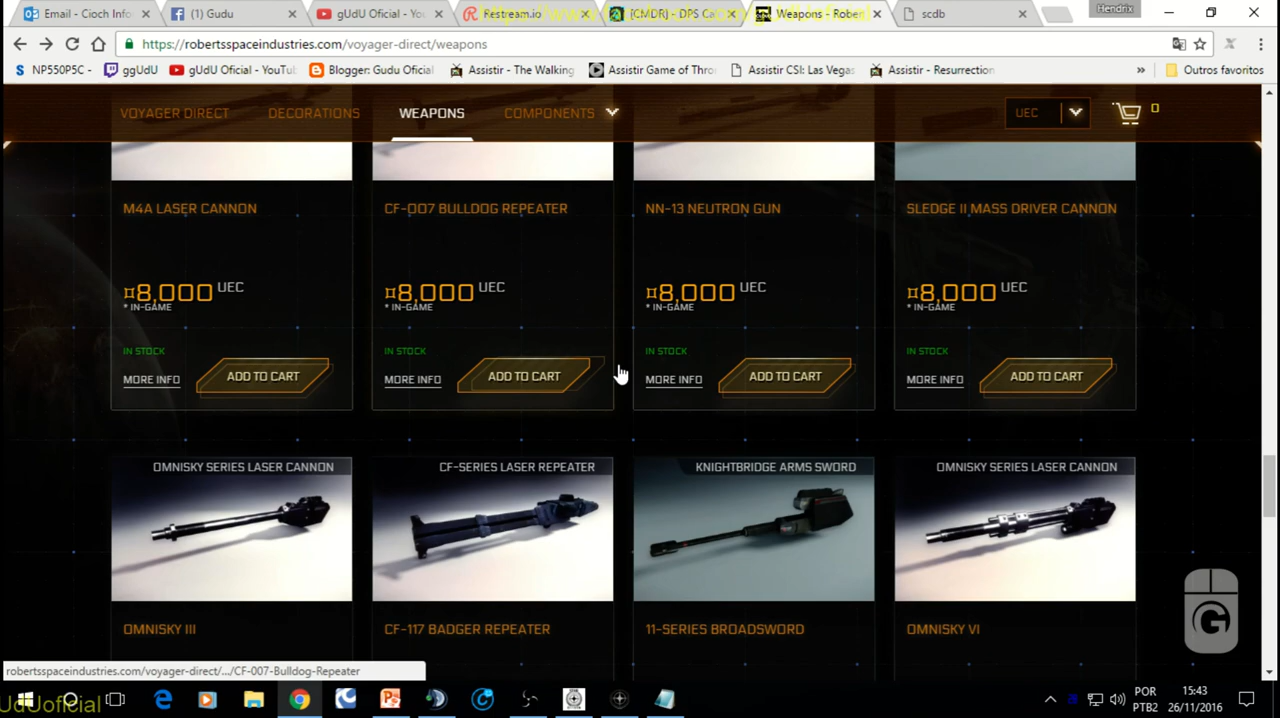 Email - Cioch Info
(1) Gudu
gUdU Oficial - You
Restream.io
[CMDR] - DPS Ca
Weapons - Rober
scdb
Hendrix
https://robertsspaceindustries.com/voyager-direct/weapons
NP550P5C -
ggUdU
gUdU Oficial - YouTu
Blogger: Gudu Oficial
Assistir - The Walking
Assistir Game of Thro
Assistir CSI: Las Vegas
Assistir - Resurrection
»
Outros favoritos
VOYAGER DIRECT
DECORATIONS
WEAPONS
COMPONENTS
UEC
0
M4A LASER CANNON
CF-007 BULLDOG REPEATER
NN-13 NEUTRON GUN
SLEDGE II MASS DRIVER CANNON
¤8,000 UEC
* IN-GAME
¤8,000 UEC
* IN-GAME
¤8,000 UEC
* IN-GAME
¤8,000 UEC
* IN-GAME
IN STOCK
MORE INFO
ADD TO CART
IN STOCK
MORE INFO
ADD TO CART
IN STOCK
MORE INFO
ADD TO CART
IN STOCK
MORE INFO
ADD TO CART
OMNISKY SERIES LASER CANNON
CF-SERIES LASER REPEATER
KNIGHTBRIDGE ARMS SWORD
OMNISKY SERIES LASER CANNON
OMNISKY III
CF-117 BADGER REPEATER
11-SERIES BROADSWORD
OMNISKY VI
robertsspaceindustries.com/voyager-direct/.../CF-007-Bulldog-Repeater
UdUoficial
POR
PTB2
15:43
26/11/2016